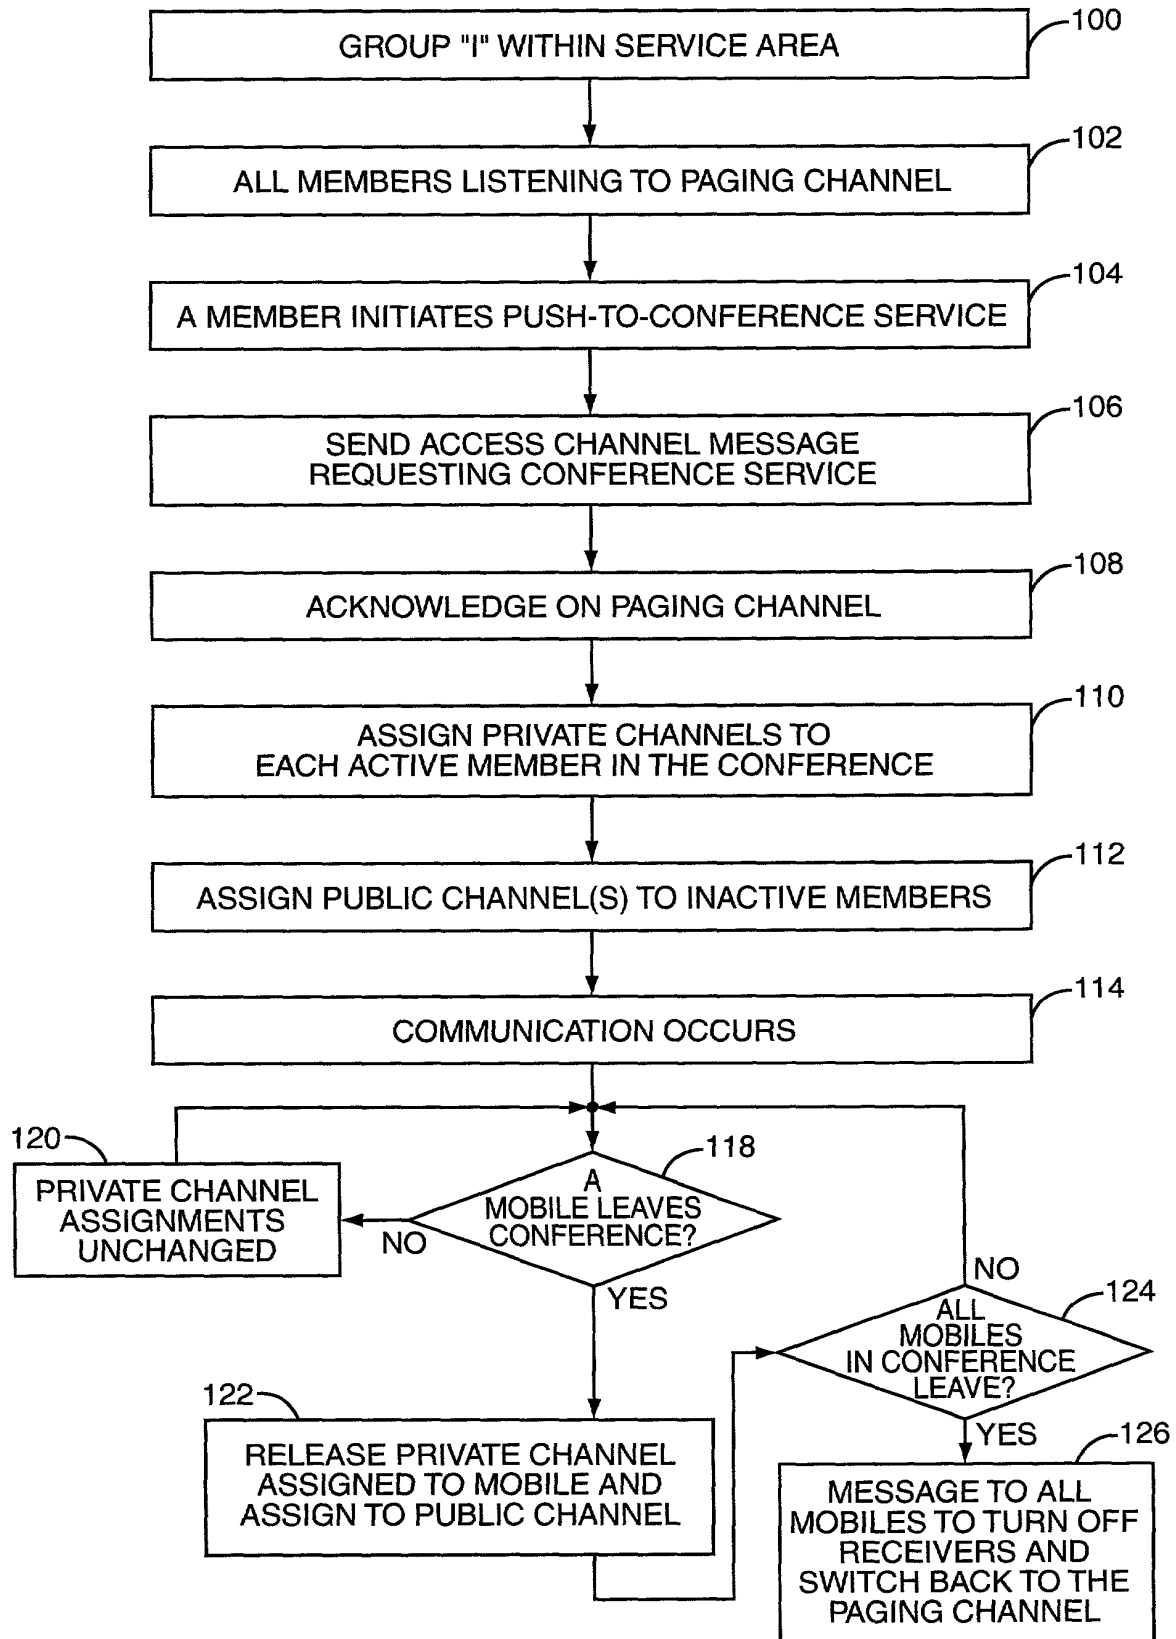 100
GROUP "I" WITHIN SERVICE AREA
102
ALL MEMBERS LISTENING TO PAGING CHANNEL
104
A MEMBER INITIATES PUSH-TO-CONFERENCE SERVICE
106
SEND ACCESS CHANNEL MESSAGE
REQUESTING CONFERENCE SERVICE
108
ACKNOWLEDGE ON PAGING CHANNEL
110
ASSIGN PRIVATE CHANNELS TO
EACH ACTIVE MEMBER IN THE CONFERENCE
112
ASSIGN PUBLIC CHANNEL(S) TO INACTIVE MEMBERS
114
COMMUNICATION OCCURS
120
PRIVATE CHANNEL
ASSIGNMENTS
UNCHANGED
118
A
MOBILE LEAVES
CONFERENCE?
NO
YES
NO
124
ALL
MOBILES
IN CONFERENCE
LEAVE?
YES
122
RELEASE PRIVATE CHANNEL
ASSIGNED TO MOBILE AND
ASSIGN TO PUBLIC CHANNEL
126
MESSAGE TO ALL
MOBILES TO TURN OFF
RECEIVERS AND
SWITCH BACK TO THE
PAGING CHANNEL